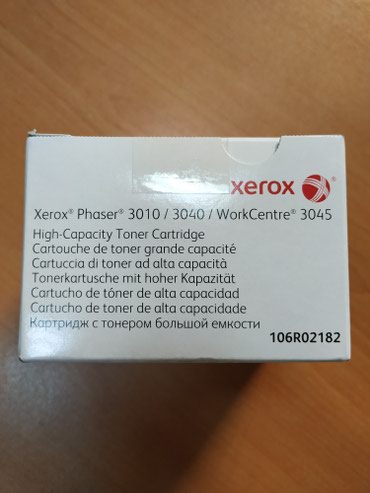 xerox
Xerox® Phaser® 3010 / 3040 / WorkCentre® 3045
High-Capacity Toner Cartridge
Cartouche de toner grande capacité
Cartuccia di toner ad alta capacità
Tonerkartusche mit hoher Kapazität
Cartucho de tóner de alta capacidad
Cartucho de toner de alta capacidade
Картридж с тонером большой емкости
106R02182